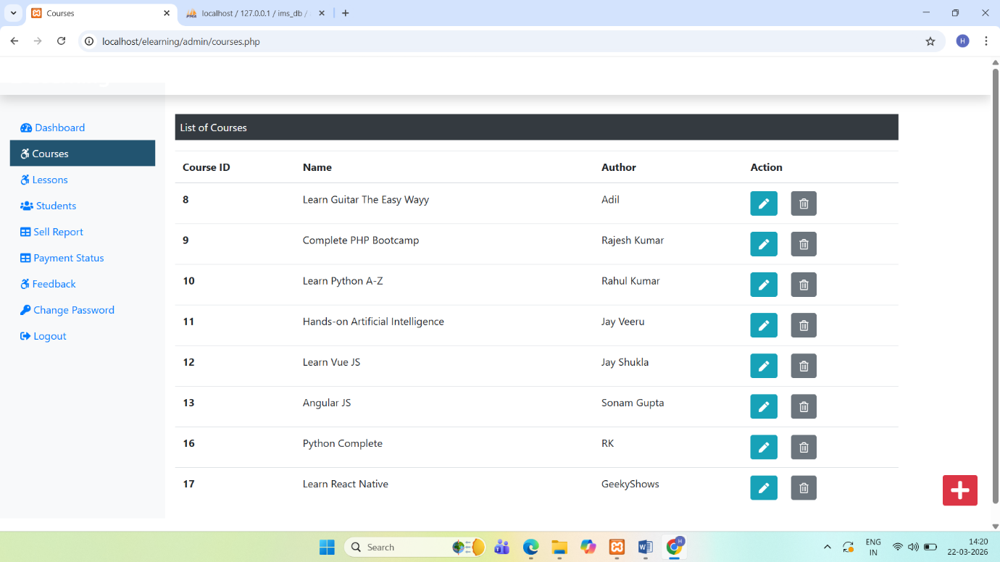 Courses
localhost / 127.0.0.1 / ims_db /
localhost/elearning/admin/courses.php
H
Dashboard
Courses
Lessons
Students
Sell Report
Payment Status
Feedback
Change Password
Logout
List of Courses
Course ID Name Author Action
8 Learn Guitar The Easy Wayy Adil
9 Complete PHP Bootcamp Rajesh Kumar
10 Learn Python A-Z Rahul Kumar
11 Hands-on Artificial Intelligence Jay Veeru
12 Learn Vue JS Jay Shukla
13 Angular JS Sonam Gupta
16 Python Complete RK
17 Learn React Native GeekyShows
Search
ENG
IN
14:20
22-03-2026